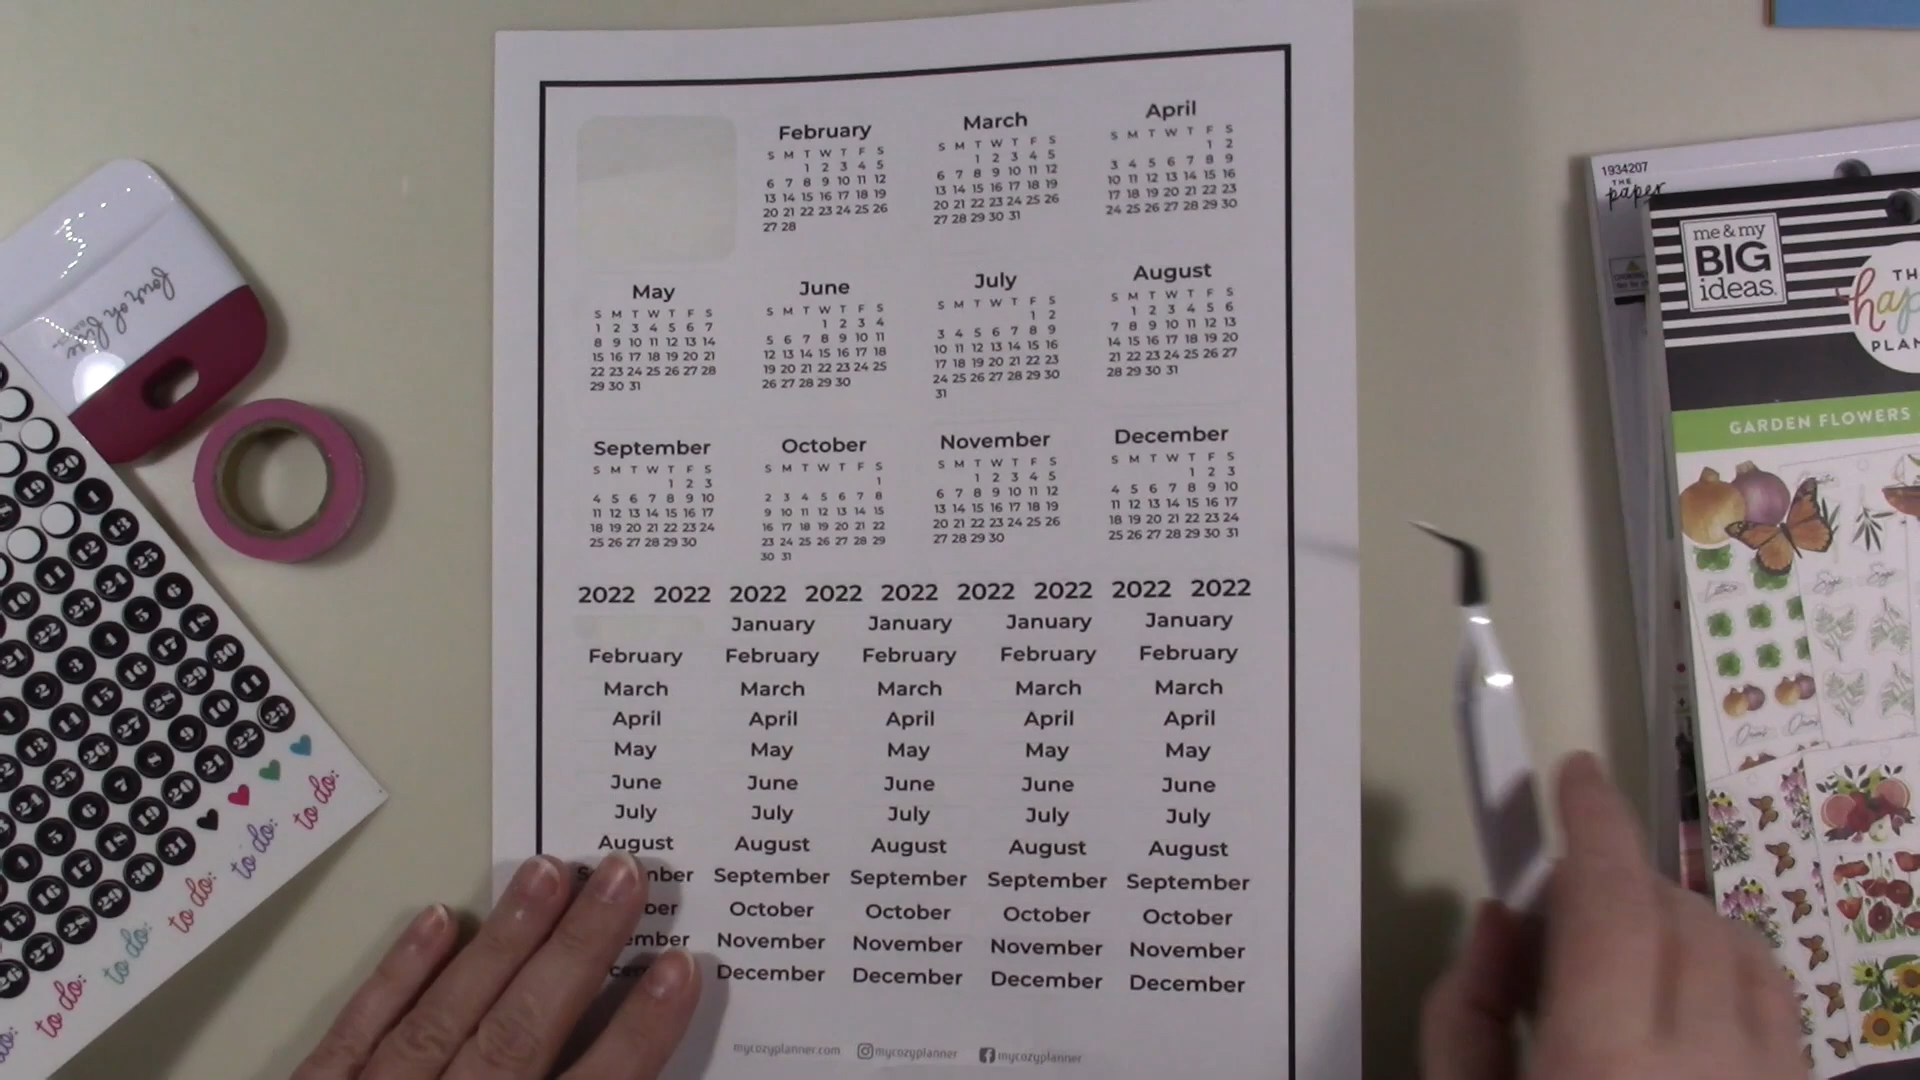 February March April
S M T W T F S S M T W T F S S M T W T F S
1 2 3 4 5 1 2 3 4 5 1 2
6 7 8 9 10 11 12 6 7 8 9 10 11 12 3 4 5 6 7 8 9
13 14 15 16 17 18 19 13 14 15 16 17 18 19 10 11 12 13 14 15 16
20 21 22 23 24 25 26 20 21 22 23 24 25 26 17 18 19 20 21 22 23
27 28 27 28 29 30 31 24 25 26 27 28 29 30
May June July August
S M T W T F S S M T W T F S S M T W T F S S M T W T F S
1 2 3 4 5 6 7 1 2 3 4 1 2 1 2 3 4 5 6
8 9 10 11 12 13 14 5 6 7 8 9 10 11 3 4 5 6 7 8 9 7 8 9 10 11 12 13
15 16 17 18 19 20 21 12 13 14 15 16 17 18 10 11 12 13 14 15 16 14 15 16 17 18 19 20
22 23 24 25 26 27 28 19 20 21 22 23 24 25 17 18 19 20 21 22 23 21 22 23 24 25 26 27
29 30 31 26 27 28 29 30 24 25 26 27 28 29 30 28 29 30 31
31
September October November December
S M T W T F S S M T W T F S S M T W T F S S M T W T F S
1 2 3 1 1 2 3 4 5 1 2 3
4 5 6 7 8 9 10 2 3 4 5 6 7 8 6 7 8 9 10 11 12 4 5 6 7 8 9 10
11 12 13 14 15 16 17 9 10 11 12 13 14 15 13 14 15 16 17 18 19 11 12 13 14 15 16 17
18 19 20 21 22 23 24 16 17 18 19 20 21 22 20 21 22 23 24 25 26 18 19 20 21 22 23 24
25 26 27 28 29 30 23 24 25 26 27 28 29 27 28 29 30 25 26 27 28 29 30 31
30 31
2022 2022 2022 2022 2022 2022 2022 2022 2022
January January January January
February February February February February
March March March March March
April April April April April
May May May May May
June June June June June
July July July July July
August August August August August
September September September September
October October October October
November November November November
December December December December
mycozyplanner.com mycozyplanner mycozyplanner
1934207
THE
paper
me & my
BIG
ideas.
GARDEN FLOWERS
to do:
to do:
to do:
to do:
to do: